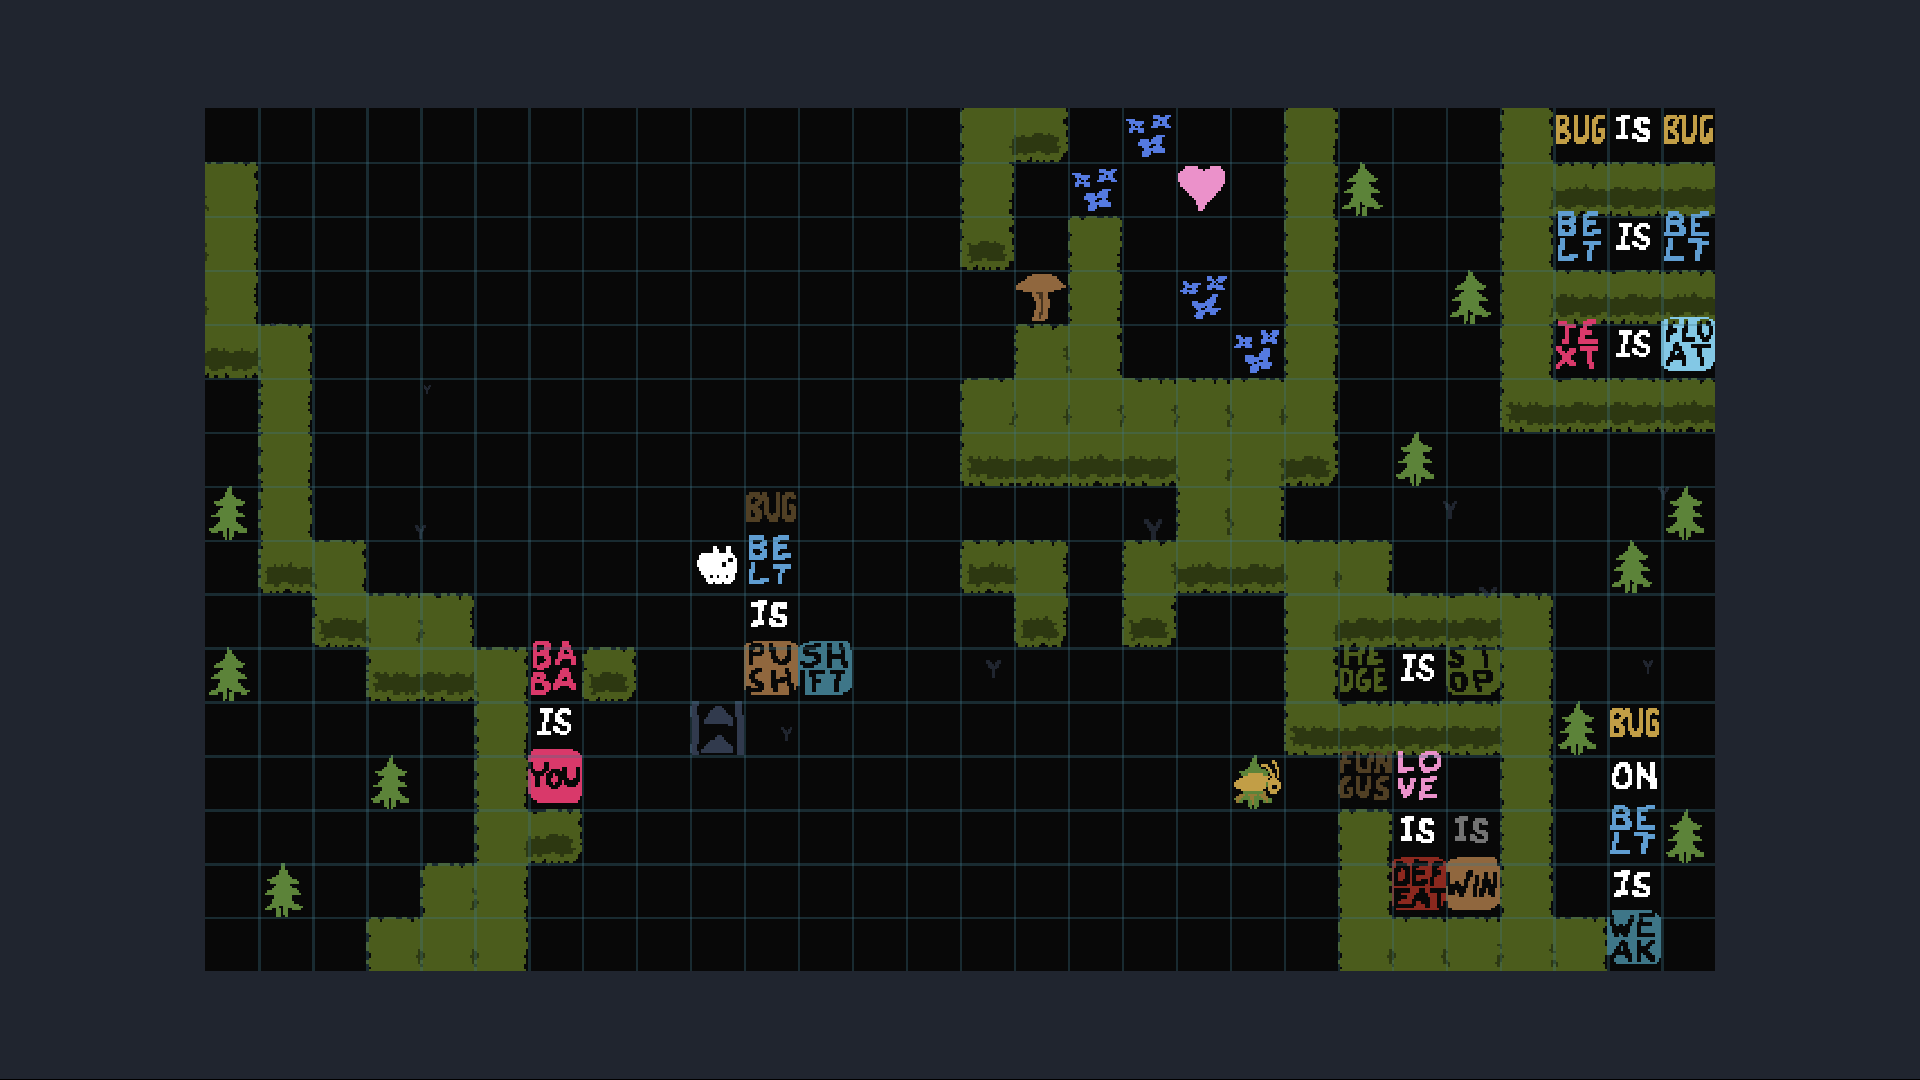 BUG IS BUG
BELT IS BELT
TEXT IS FLOAT
BUG
BELT
IS
BABA PUSH SHIFT HEDGE IS STOP
IS BUG
YOU FUNGUS LOVE ON
IS IS BELT
DEFEAT WIN IS
WEAK